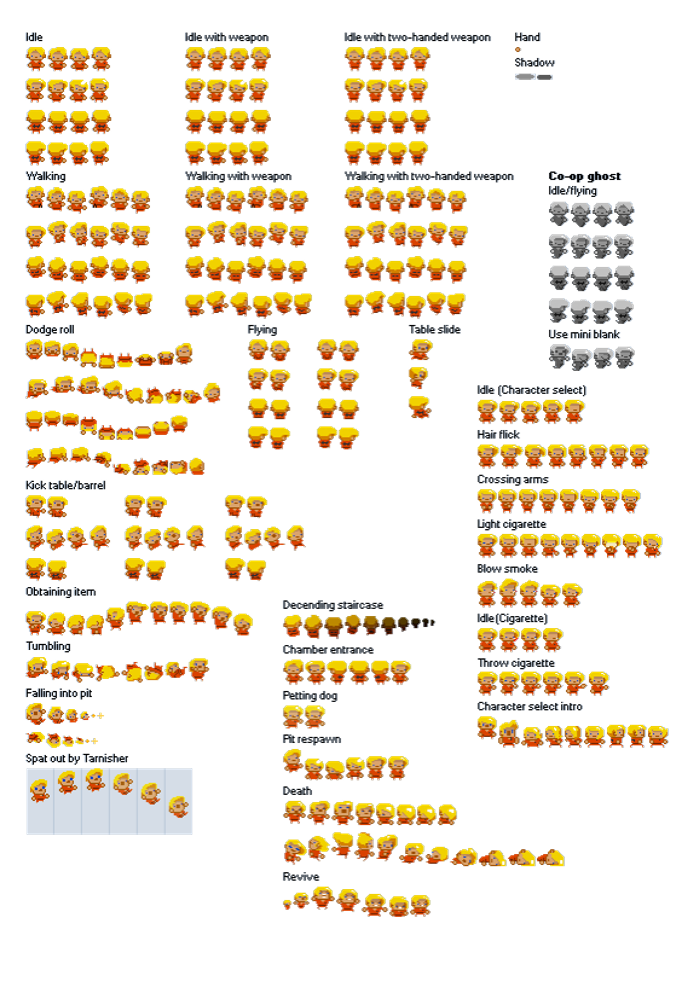 Idle
Idle with weapon
Idle with two-handed weapon
Hand
Shadow
Walking
Walking with weapon
Walking with two-handed weapon
Co-op ghost
Idle/flying
Use mini blank
Dodge roll
Flying
Table slide
Idle (Character select)
Hair flick
Crossing arms
Light cigarette
Blow smoke
Idle(Cigarette)
Throw cigarette
Character select intro
Kick table/barrel
Obtaining item
Tumbling
Falling into pit
Spat out by Tarnisher
Decending staircase
Chamber entrance
Petting dog
Pit respawn
Death
Revive